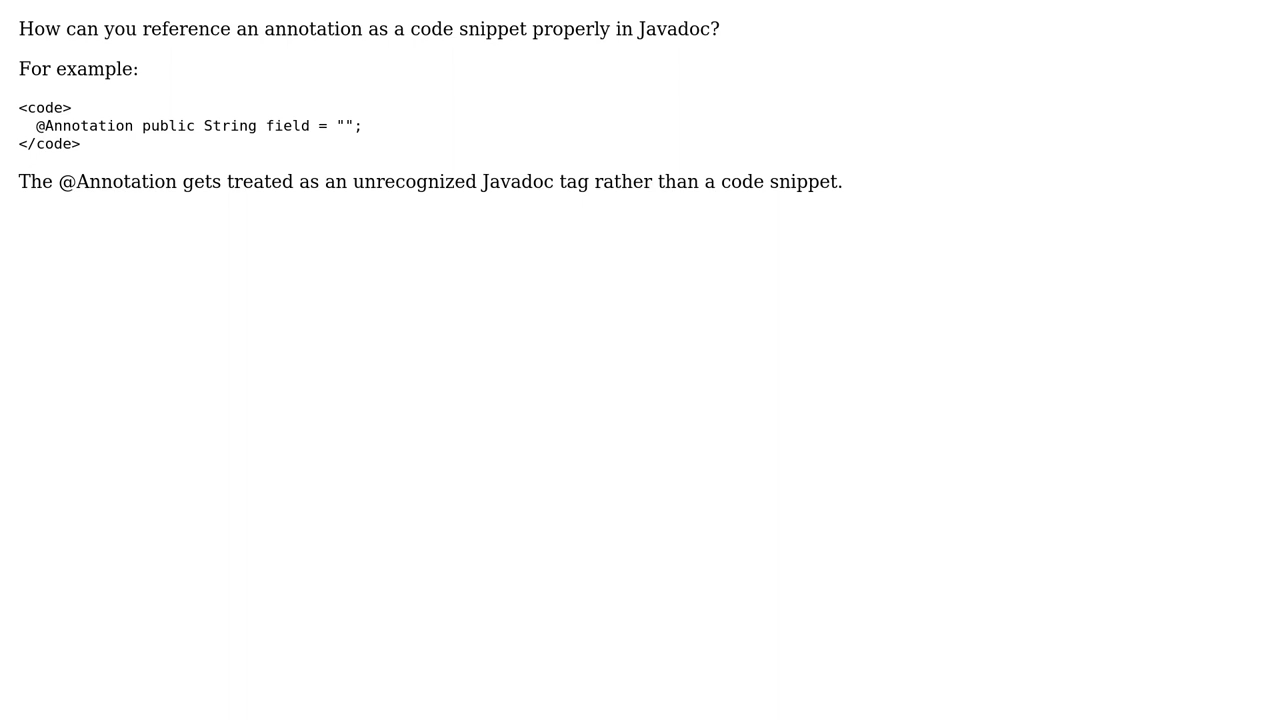 How can you reference an annotation as a code snippet properly in Javadoc?
For example:
<code>
  @Annotation public String field = "";
</code>
The @Annotation gets treated as an unrecognized Javadoc tag rather than a code snippet.